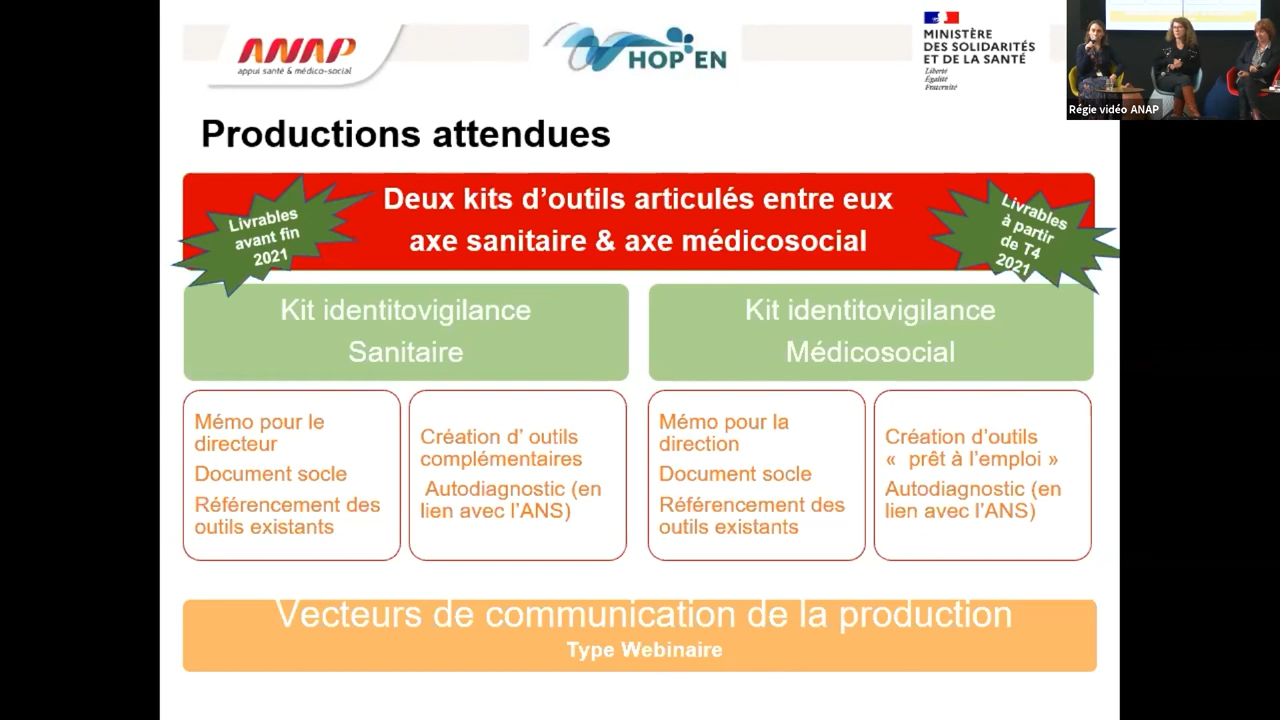 ANAP
appui santé & médico-social
HOP'EN
MINISTÈRE
DES SOLIDARITÉS
ET DE LA SANTÉ
Liberté
Égalité
Fraternité
Régie vidéo ANAP
Productions attendues
Livrables
avant fin
2021
Deux kits d'outils articulés entre eux
axe sanitaire & axe médicosocial
Livrables
à partir
de T4
2021
Kit identitovigilance
Sanitaire
Kit identitovigilance
Médicosocial
Mémo pour le
directeur
Document socle
Référencement des
outils existants
Création d' outils
complémentaires
Autodiagnostic (en
lien avec l'ANS)
Mémo pour la
direction
Document socle
Référencement des
outils existants
Création d'outils
« prêt à l'emploi »
Autodiagnostic (en
lien avec l'ANS)
Vecteurs de communication de la production
Type Webinaire